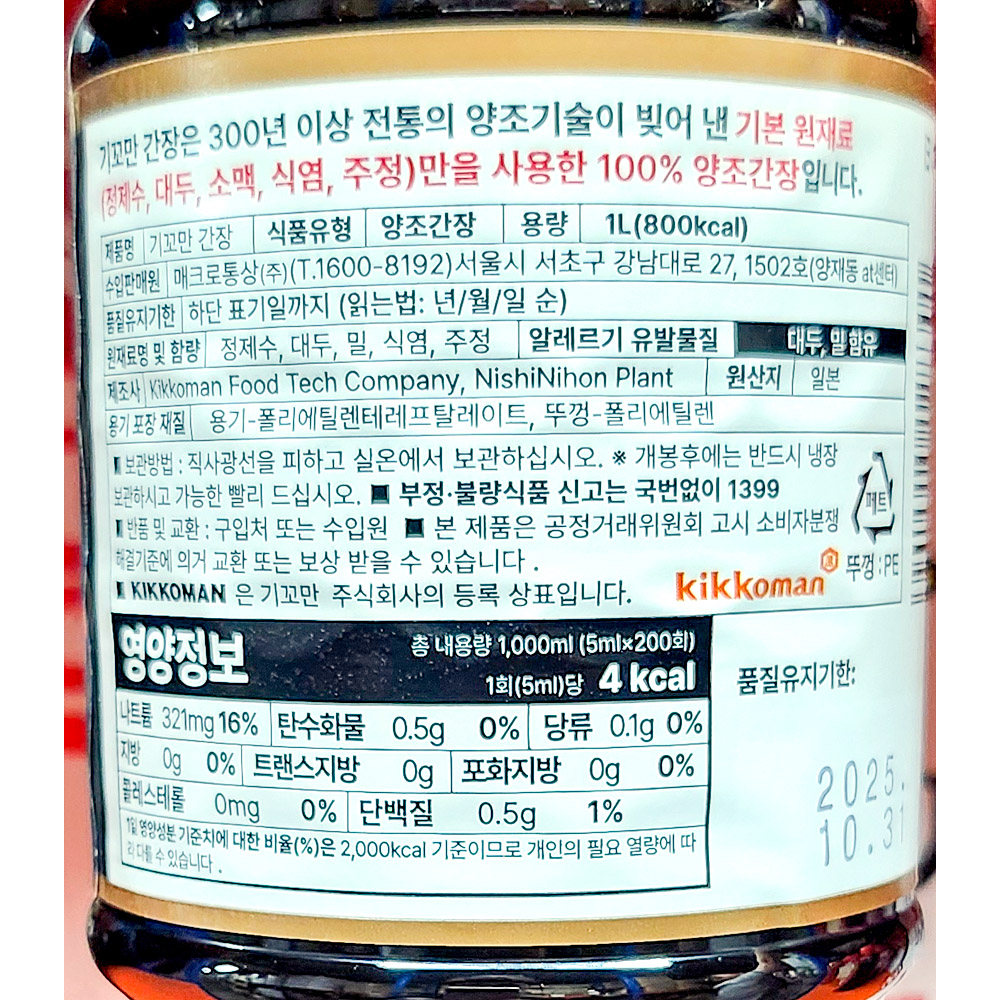 기꼬만 간장은 300년 이상 전통의 양조기술이 빚어 낸 기본 원재료
(정제수, 대두, 소맥, 식염, 주정)만을 사용한 100% 양조간장입니다.
제품명 기꼬만 간장 식품유형 양조간장 용량 1L(800kcal)
수입판매원 매크로통상(주)(T.1600-8192)서울시 서초구 강남대로 27, 1502호(양재동 at센터)
품질유지기한 하단 표기일까지 (읽는법: 년/월/일 순)
원재료명 및 함량 정제수, 대두, 밀, 식염, 주정 알레르기 유발물질 대두, 밀 함유
제조사 Kikkoman Food Tech Company, NishiNihon Plant 원산지 일본
용기 포장 재질 용기-폴리에틸렌테레프탈레이트, 뚜껑-폴리에틸렌
■ 보관방법 : 직사광선을 피하고 실온에서 보관하십시오. ※ 개봉후에는 반드시 냉장
보관하시고 가능한 빨리 드십시오. ■ 부정·불량식품 신고는 국번없이 1399
■ 반품 및 교환 : 구입처 또는 수입원 ■ 본 제품은 공정거래위원회 고시 소비자분쟁
해결기준에 의거 교환 또는 보상 받을 수 있습니다 .
■ KIKKOMAN 은 기꼬만 주식회사의 등록 상표입니다.
kikkoman
페트
뚜껑 : PE
영양정보
총 내용량 1,000ml (5ml×200회)
1회(5ml)당 4 kcal
나트륨 321mg 16% 탄수화물 0.5g 0% 당류 0.1g 0%
지방 0g 0% 트랜스지방 0g 포화지방 0g 0%
콜레스테롤 0mg 0% 단백질 0.5g 1%
1일 영양성분 기준치에 대한 비율(%)은 2,000kcal 기준이므로 개인의 필요 열량에 따
라 다를 수 있습니다 .
품질유지기한:
2025.
10.31